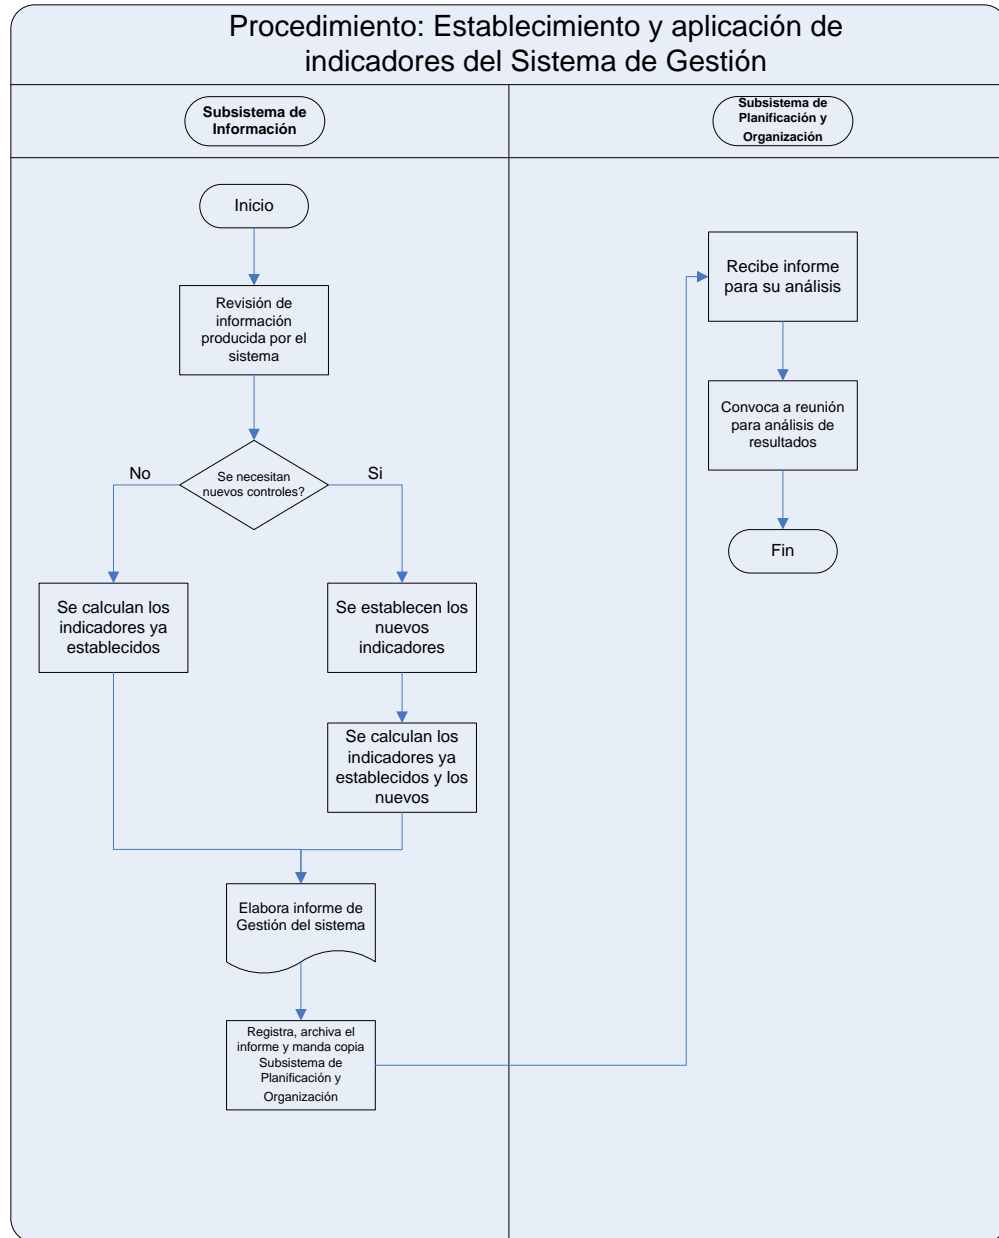 Procedimiento: Establecimiento y aplicación de
indicadores del Sistema de Gestión
Subsistema de
Información
Subsistema de
Planificación y
Organización
Inicio
Revisión de
información
producida por el
sistema
Se necesitan
nuevos controles?
No
Si
Se calculan los
indicadores ya
establecidos
Se establecen los
nuevos
indicadores
Se calculan los
indicadores ya
establecidos y los
nuevos
Elabora informe de
Gestión del sistema
Registra, archiva el
informe y manda copia
Subsistema de
Planificación y
Organización
Recibe informe
para su análisis
Convoca a reunión
para análisis de
resultados
Fin